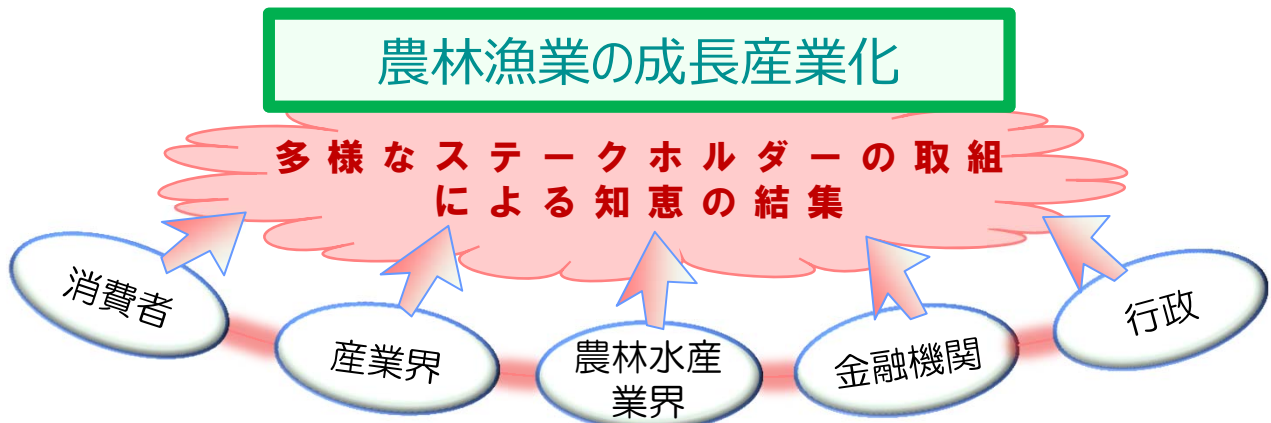 農林漁業の成長産業化
多様なステークホルダーの取組
による知恵の結集
消費者
産業界
農林水産
業界
金融機関
行政